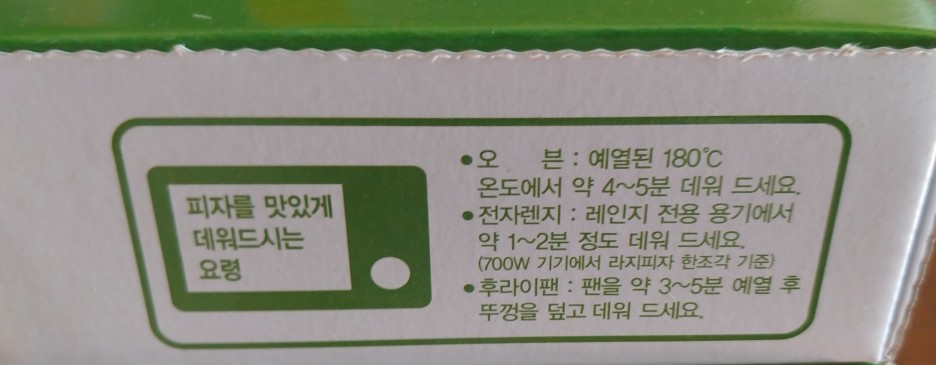 피자를 맛있게
데워드시는
요령
●오 븐 : 예열된 180℃
온도에서 약 4~5분 데워 드세요.
●전자렌지 : 레인지 전용 용기에서
약 1~2분 정도 데워 드세요.
(700W 기기에서 라지피자 한조각 기준)
●후라이팬 : 팬을 약 3~5분 예열 후
뚜껑을 덮고 데워 드세요.